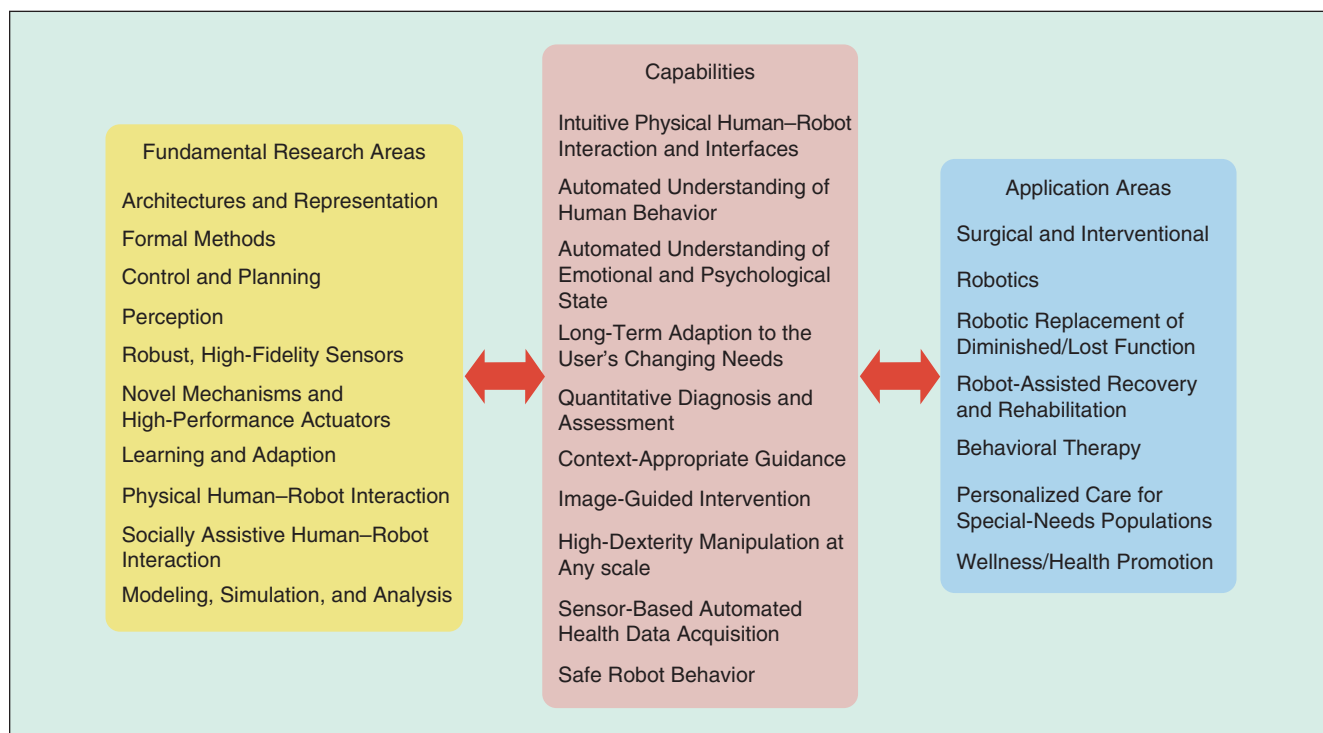 Fundamental Research Areas
Architectures and Representation
Formal Methods
Control and Planning
Perception
Robust, High-Fidelity Sensors
Novel Mechanisms and
High-Performance Actuators
Learning and Adaption
Physical Human–Robot Interaction
Socially Assistive Human–Robot
Interaction
Modeling, Simulation, and Analysis
Capabilities
Intuitive Physical Human–Robot
Interaction and Interfaces
Automated Understanding of
Human Behavior
Automated Understanding of
Emotional and Psychological
State
Long-Term Adaption to the
User's Changing Needs
Quantitative Diagnosis and
Assessment
Context-Appropriate Guidance
Image-Guided Intervention
High-Dexterity Manipulation at
Any scale
Sensor-Based Automated
Health Data Acquisition
Safe Robot Behavior
Application Areas
Surgical and Interventional
Robotics
Robotic Replacement of
Diminished/Lost Function
Robot-Assisted Recovery
and Rehabilitation
Behavioral Therapy
Personalized Care for
Special-Needs Populations
Wellness/Health Promotion